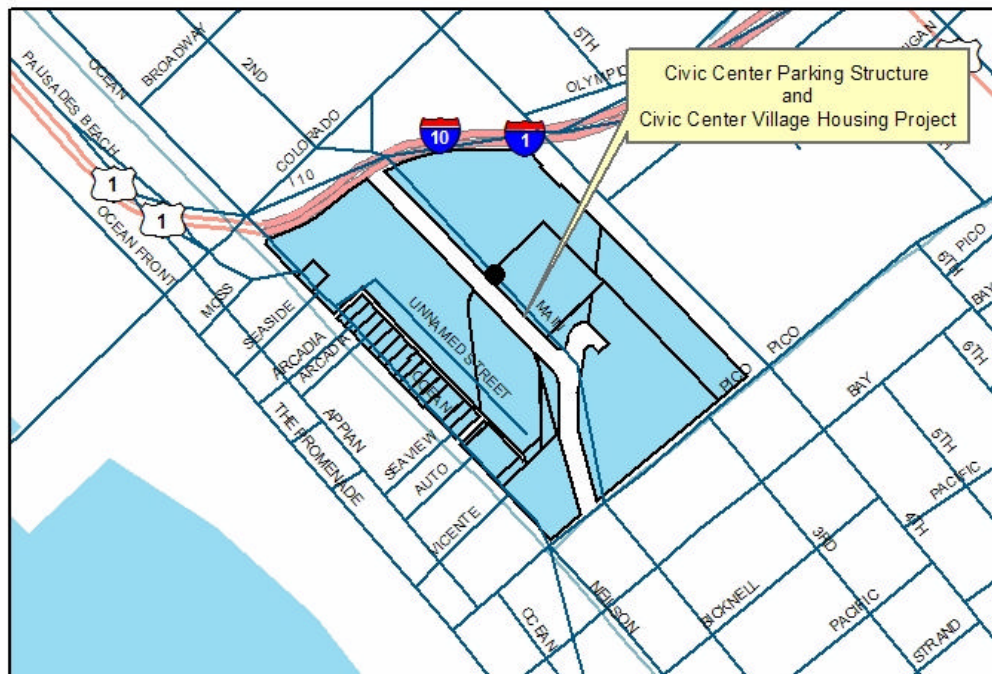 Civic Center Parking Structure
and
Civic Center Village Housing Project
OCEAN
BROADWAY
2ND
5TH
OLYMPIC
PALISADES BEACH
COLORADO
10
1
I 10
1
1
OCEAN FRONT
MOSS
SEASIDE
ARCADIA
ARCADIA
UNNAMED STREET
OCEAN
MAIN
PICO
PICO
PICO
6TH
BAY
BAY
6TH
THE PROMENADE
APPIAN
SEAVIEW
AUTO
VICENTE
5TH
PACIFIC
4TH
3RD
OCEAN
NEILSON
BICKNELL
PACIFIC
STRAND